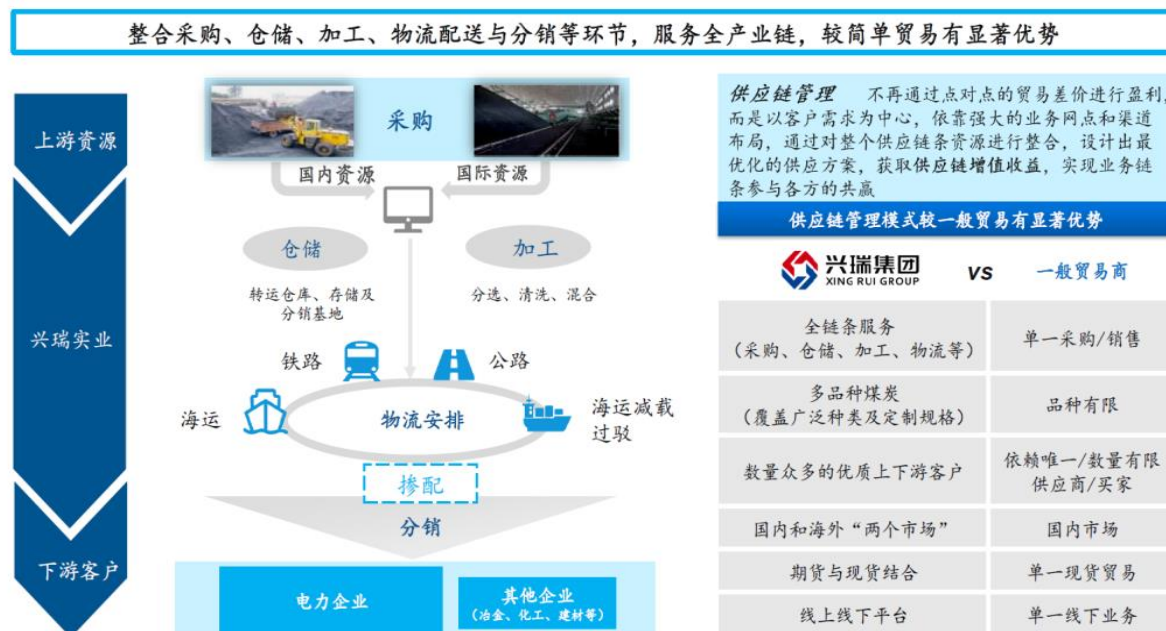 整合采购、仓储、加工、物流配送与分销等环节，服务全产业链，较简单贸易有显著优势
上游资源
兴瑞实业
下游客户
采购
国内资源
国际资源
仓储
加工
转运仓库、存储及
分销基地
分选、清洗、混合
铁路
公路
海运
物流安排
海运减载
过驳
掺配
分销
电力企业
其他企业
（冶金、化工、建材等）
供应链管理 不再通过点对点的贸易差价进行盈利，
而是以客户需求为中心，依靠强大的业务网点和渠道
布局，通过对整个供应链条资源进行整合，设计出最
优化的供应方案，获取供应链增值收益，实现业务链
条参与各方的共赢
供应链管理模式较一般贸易有显著优势
兴瑞集团
XING RUI GROUP
VS
一般贸易商
全链条服务
（采购、仓储、加工、物流等）
单一采购/销售
多品种煤炭
（覆盖广泛种类及定制规格）
品种有限
数量众多的优质上下游客户
依赖唯一/数量有限
供应商/买家
国内和海外“两个市场”
国内市场
期货与现货结合
单一现货贸易
线上线下平台
单一线下业务